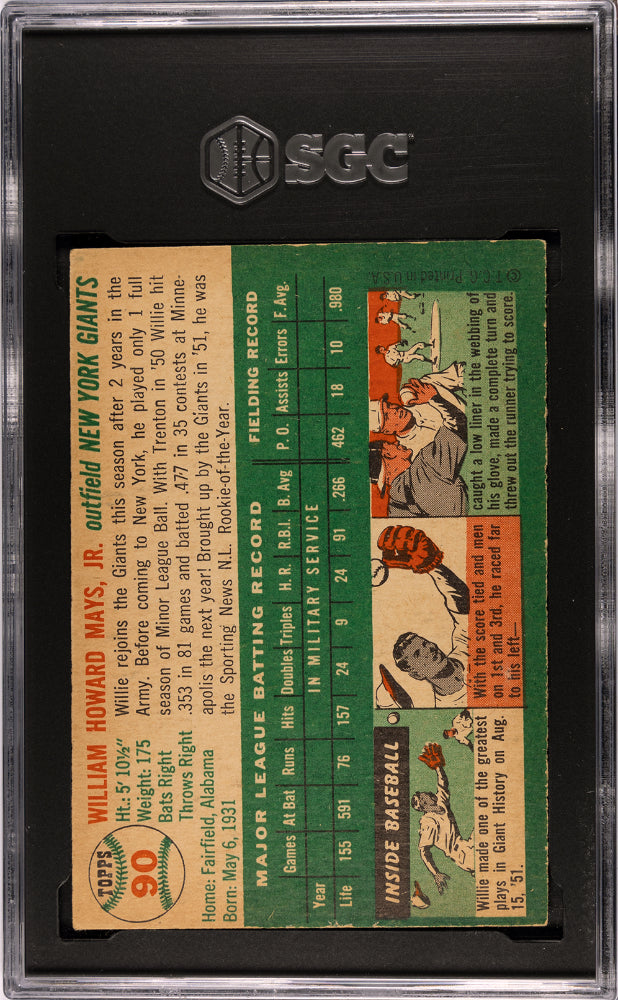 SGC
TOPPS
90
WILLIAM HOWARD MAYS, JR. outfield NEW YORK GIANTS
Ht.: 5' 10½"
Weight: 175
Bats Right
Throws Right
Home: Fairfield, Alabama
Born: May 6, 1931
Willie rejoins the Giants this season after 2 years in the
Army. Before coming to New York, he played only 1 full
season of Minor League Ball. With Trenton in '50 Willie hit
.353 in 81 games and batted .477 in 35 contests at Minne-
apolis the next year! Brought up by the Giants in '51, he was
the Sporting News N.L. Rookie-of-the-Year.
MAJOR LEAGUE BATTING RECORD FIELDING RECORD
Games At Bat Runs Hits Doubles Triples H.R. R.B.I. B. Avg P.O. Assists Errors F. Avg.
Year IN MILITARY SERVICE
Life 155 591 76 157 24 9 24 91 .266 462 18 10 .980
INSIDE BASEBALL
Willie made one of the greatest
plays in Giant History on Aug.
15, '51.
With the score tied and men
on 1st and 3rd, he raced far
to his left—
caught a low liner in the webbing of
his glove, made a complete turn and
threw out the runner trying to score.
© T.C.G. Printed in U.S.A.